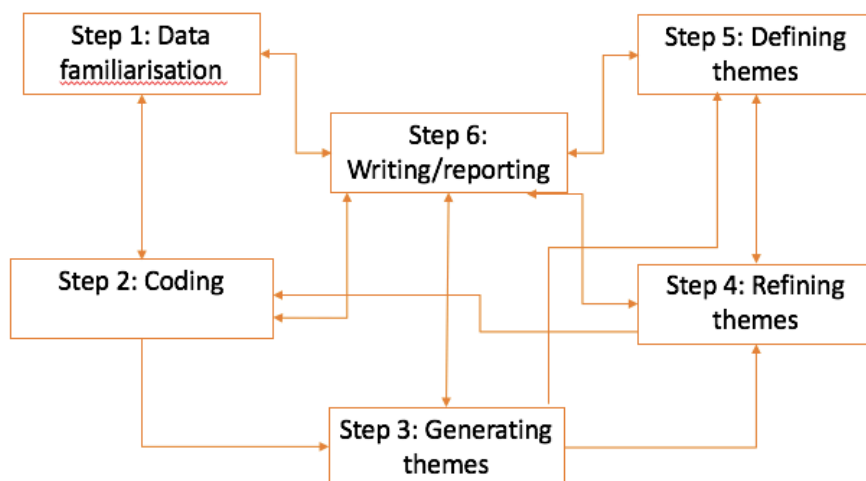 Step 1: Data
familiarisation
Step 5: Defining
themes
Step 6:
Writing/reporting
Step 2: Coding
Step 4: Refining
themes
Step 3: Generating
themes